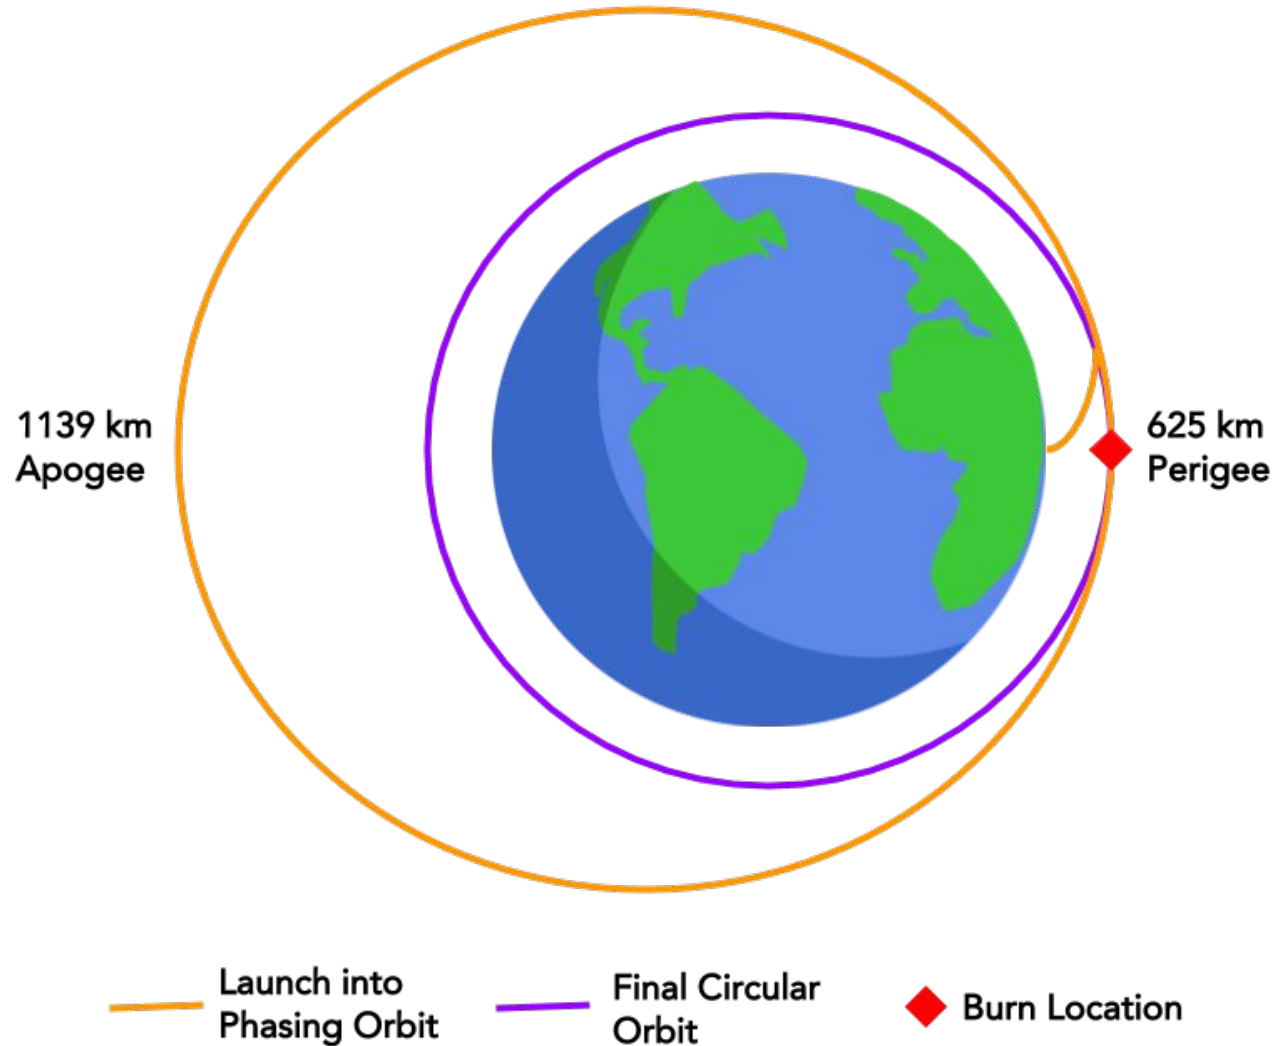 1139 km
Apogee
625 km
Perigee
Launch into
Phasing Orbit
Final Circular
Orbit
Burn Location